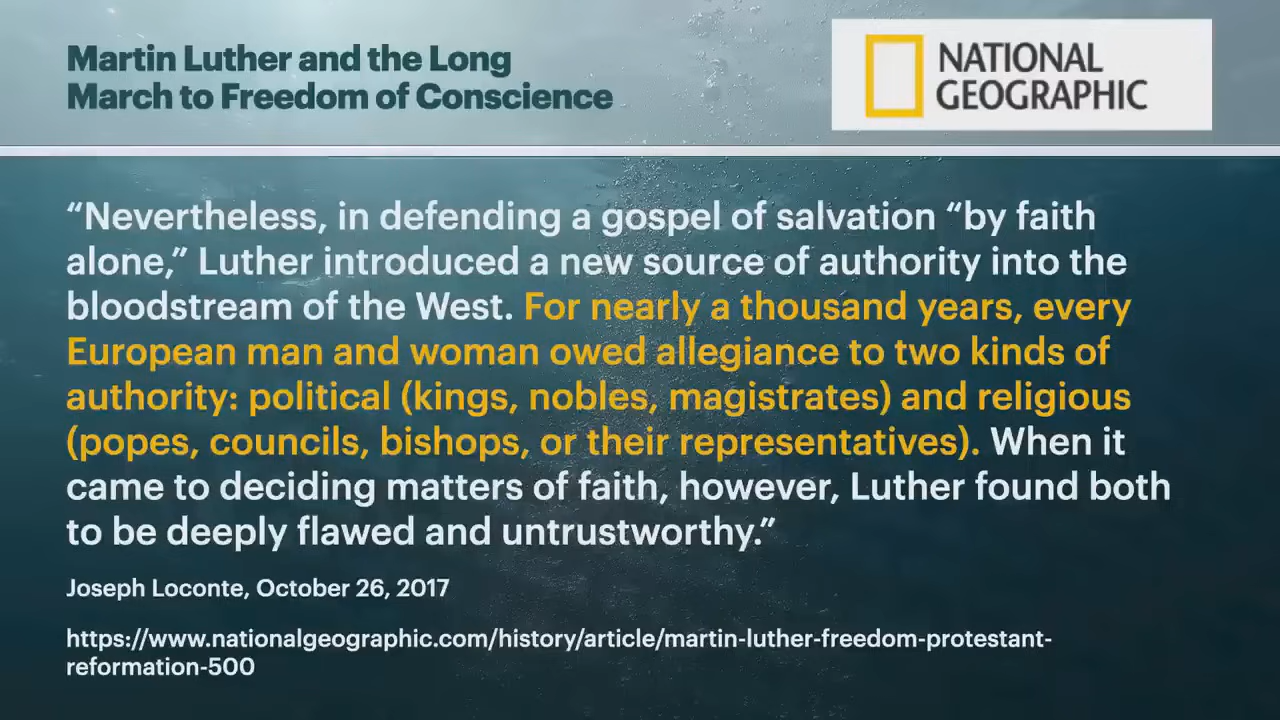 Martin Luther and the Long
March to Freedom of Conscience
NATIONAL
GEOGRAPHIC
“Nevertheless, in defending a gospel of salvation “by faith
alone,” Luther introduced a new source of authority into the
bloodstream of the West. For nearly a thousand years, every
European man and woman owed allegiance to two kinds of
authority: political (kings, nobles, magistrates) and religious
(popes, councils, bishops, or their representatives). When it
came to deciding matters of faith, however, Luther found both
to be deeply flawed and untrustworthy.”
Joseph Loconte, October 26, 2017
https://www.nationalgeographic.com/history/article/martin-luther-freedom-protestant-
reformation-500